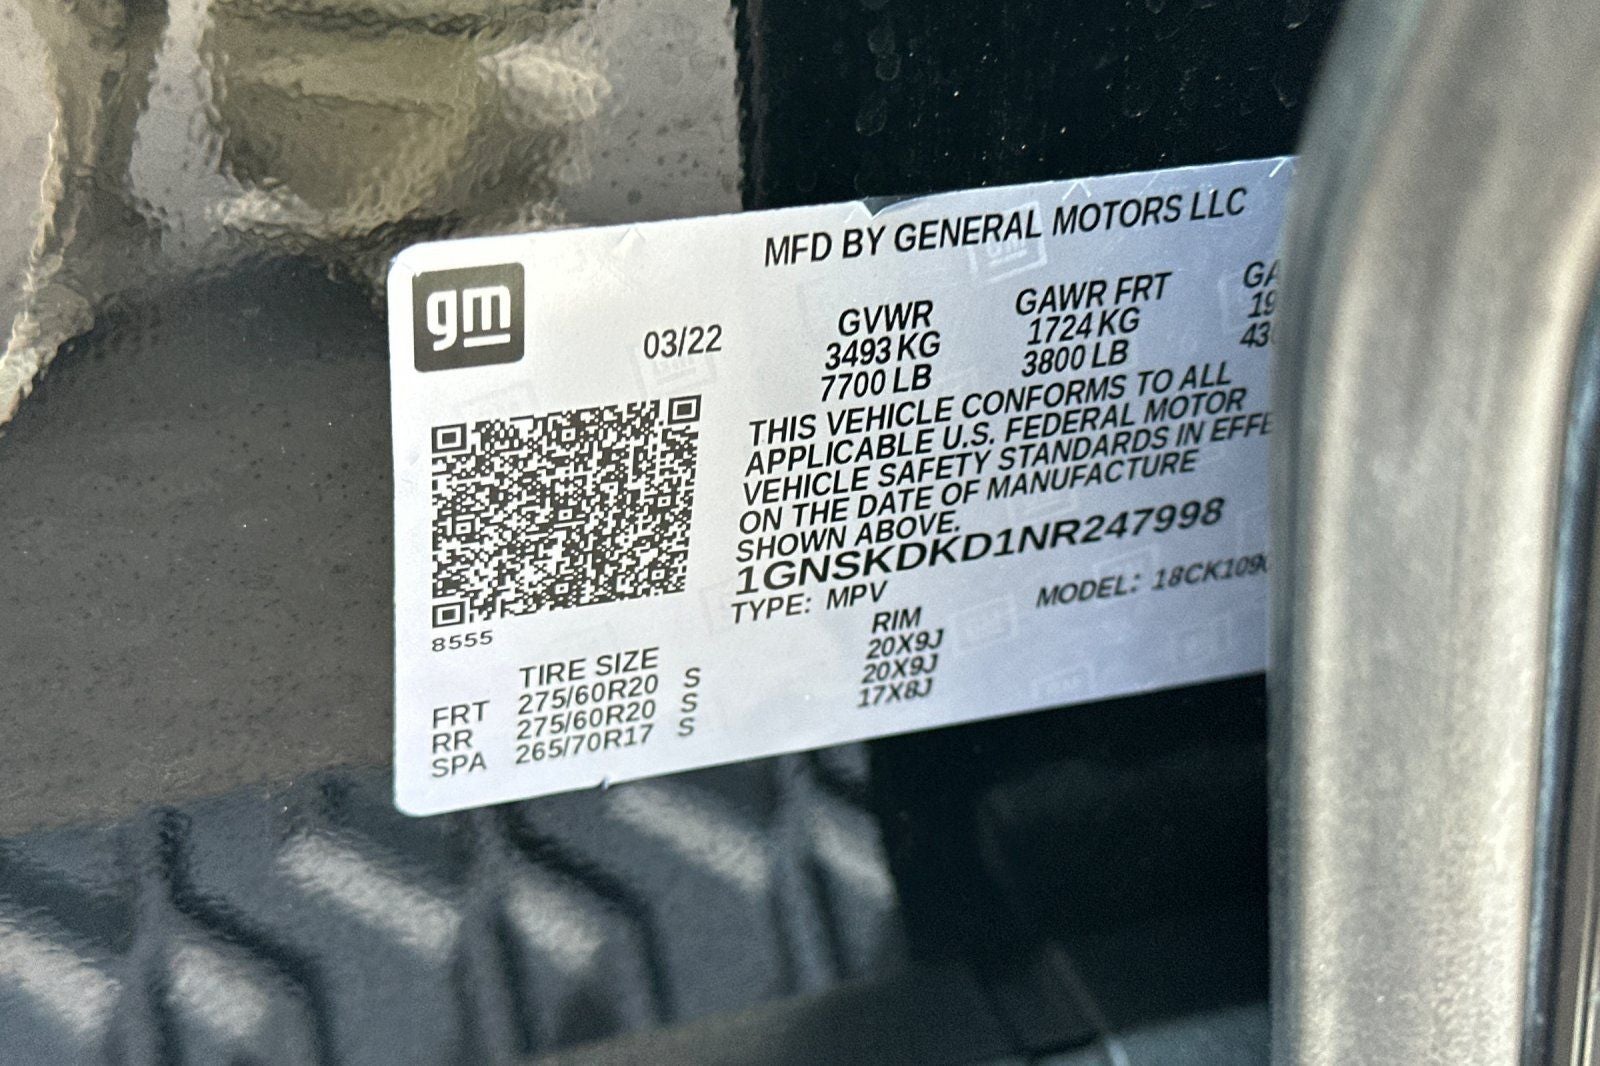 MFD BY GENERAL MOTORS LLC
gm
03/22
GVWR GAWR FRT
3493 KG 1724 KG
7700 LB 3800 LB
THIS VEHICLE CONFORMS TO ALL
APPLICABLE U.S. FEDERAL MOTOR
VEHICLE SAFETY STANDARDS IN
ON THE DATE OF MANUFACTURE
SHOWN ABOVE.
1GNSKDKD1NR247998
TYPE: MPV MODEL:
8555
TIRE SIZE RIM
FRT 275/60R20 S 20X9J
RR 275/60R20 S 20X9J
SPA 265/70R17 S 17X8J